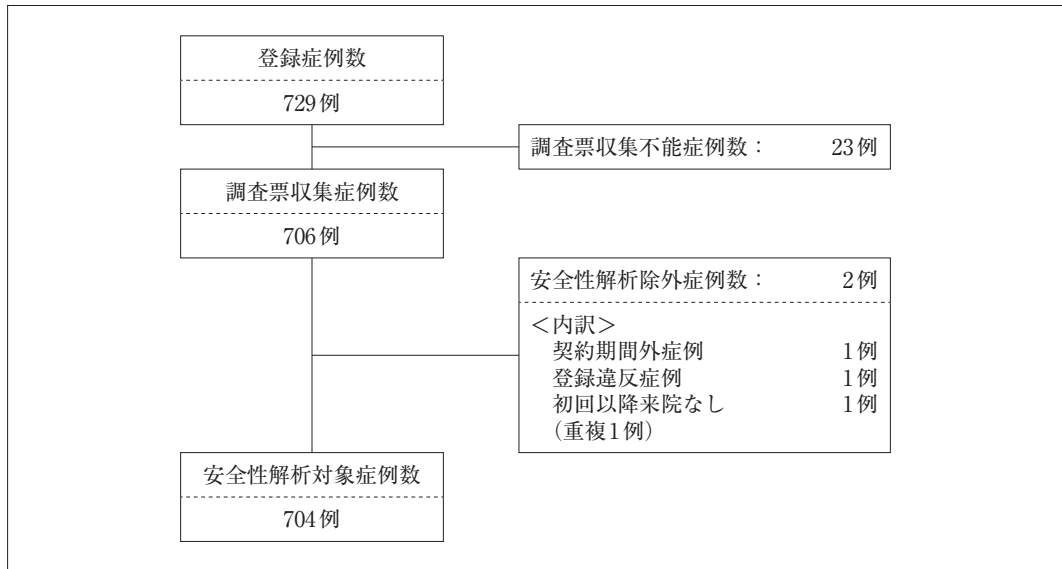 登録症例数
729例
調査票収集不能症例数： 23例
調査票収集症例数
706例
安全性解析除外症例数： 2例
＜内訳＞
契約期間外症例 1例
登録違反症例 1例
初回以降来院なし 1例
（重複1例）
安全性解析対象症例数
704例